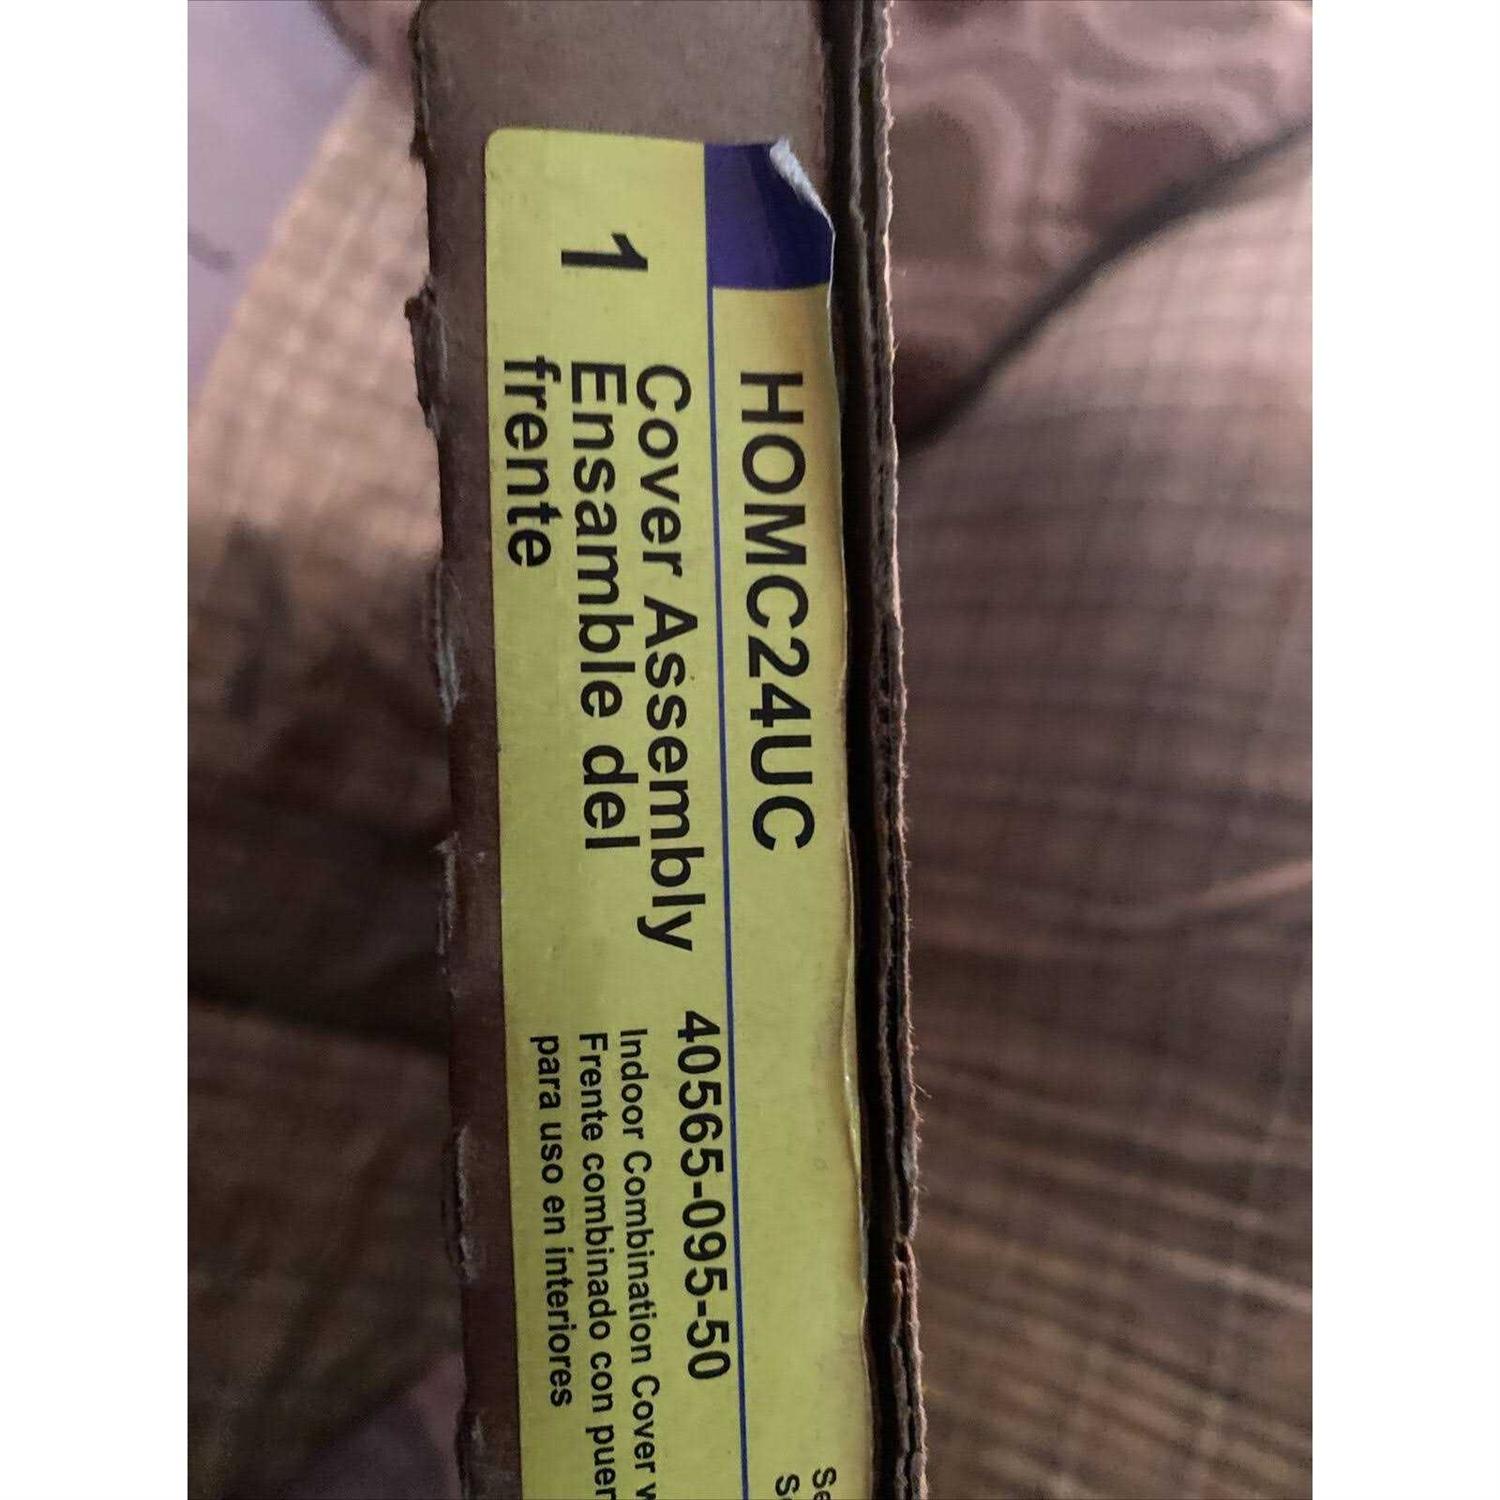 HOMC24UC
1
Cover Assembly
Ensamble del
frente
40565-095-50
Indoor Combination Cover
Frente combinado con
para uso en interiores